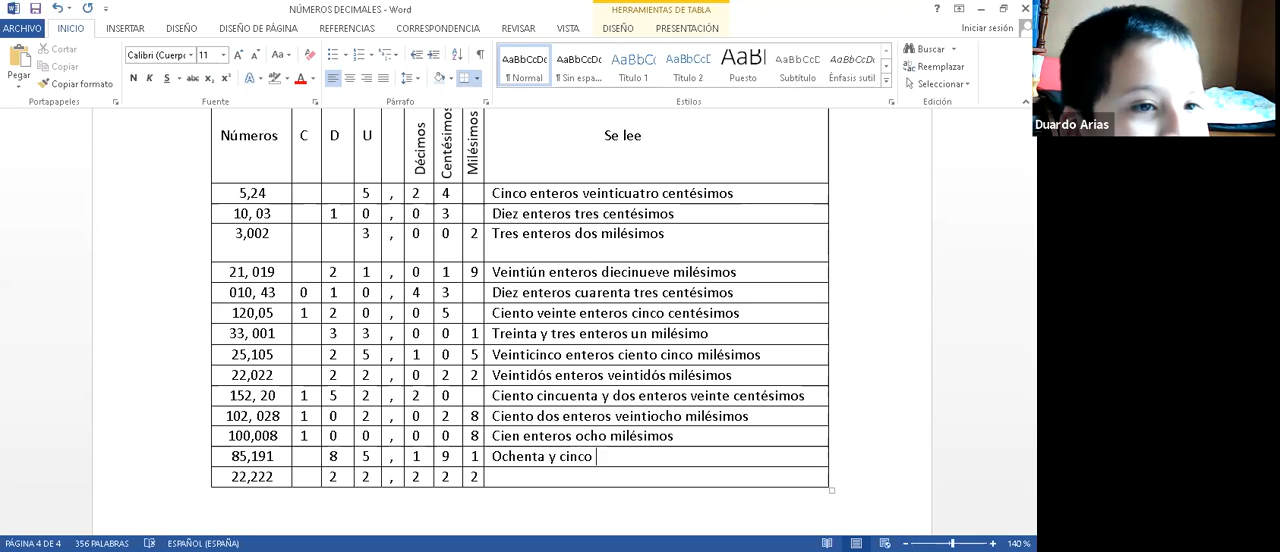 NÚMEROS DECIMALES - Word
HERRAMIENTAS DE TABLA
ARCHIVO INICIO INSERTAR DISEÑO DISEÑO DE PÁGINA REFERENCIAS CORRESPONDENCIA REVISAR VISTA DISEÑO PRESENTACIÓN Iniciar sesión
Pegar
Cortar
Copiar
Copiar formato
Portapapeles
Calibri (Cuerpo 11
Fuente
Párrafo
AaBbCcDc AaBbCcDc AaBbCc AaBbCcD AaBl AaBbCcD AaBbCcDc
¶ Normal ¶ Sin espa... Título 1 Título 2 Puesto Subtítulo Énfasis sutil
Estilos
Buscar
Reemplazar
Seleccionar
Edición
Duardo Arias
Números C D U Décimos Centésimos Milésimos Se lee
5,24 5 , 2 4 Cinco enteros veinticuatro centésimos
10, 03 1 0 , 0 3 Diez enteros tres centésimos
3,002 3 , 0 0 2 Tres enteros dos milésimos
21, 019 2 1 , 0 1 9 Veintiún enteros diecinueve milésimos
010, 43 0 1 0 , 4 3 Diez enteros cuarenta tres centésimos
120,05 1 2 0 , 0 5 Ciento veinte enteros cinco centésimos
33, 001 3 3 , 0 0 1 Treinta y tres enteros un milésimo
25,105 2 5 , 1 0 5 Veinticinco enteros ciento cinco milésimos
22,022 2 2 , 0 2 2 Veintidós enteros veintidós milésimos
152, 20 1 5 2 , 2 0 Ciento cincuenta y dos enteros veinte centésimos
102, 028 1 0 2 , 0 2 8 Ciento dos enteros veintiocho milésimos
100,008 1 0 0 , 0 0 8 Cien enteros ocho milésimos
85,191 8 5 , 1 9 1 Ochenta y cinco
22,222 2 2 , 2 2 2
PÁGINA 4 DE 4 356 PALABRAS ESPAÑOL (ESPAÑA) 140 %